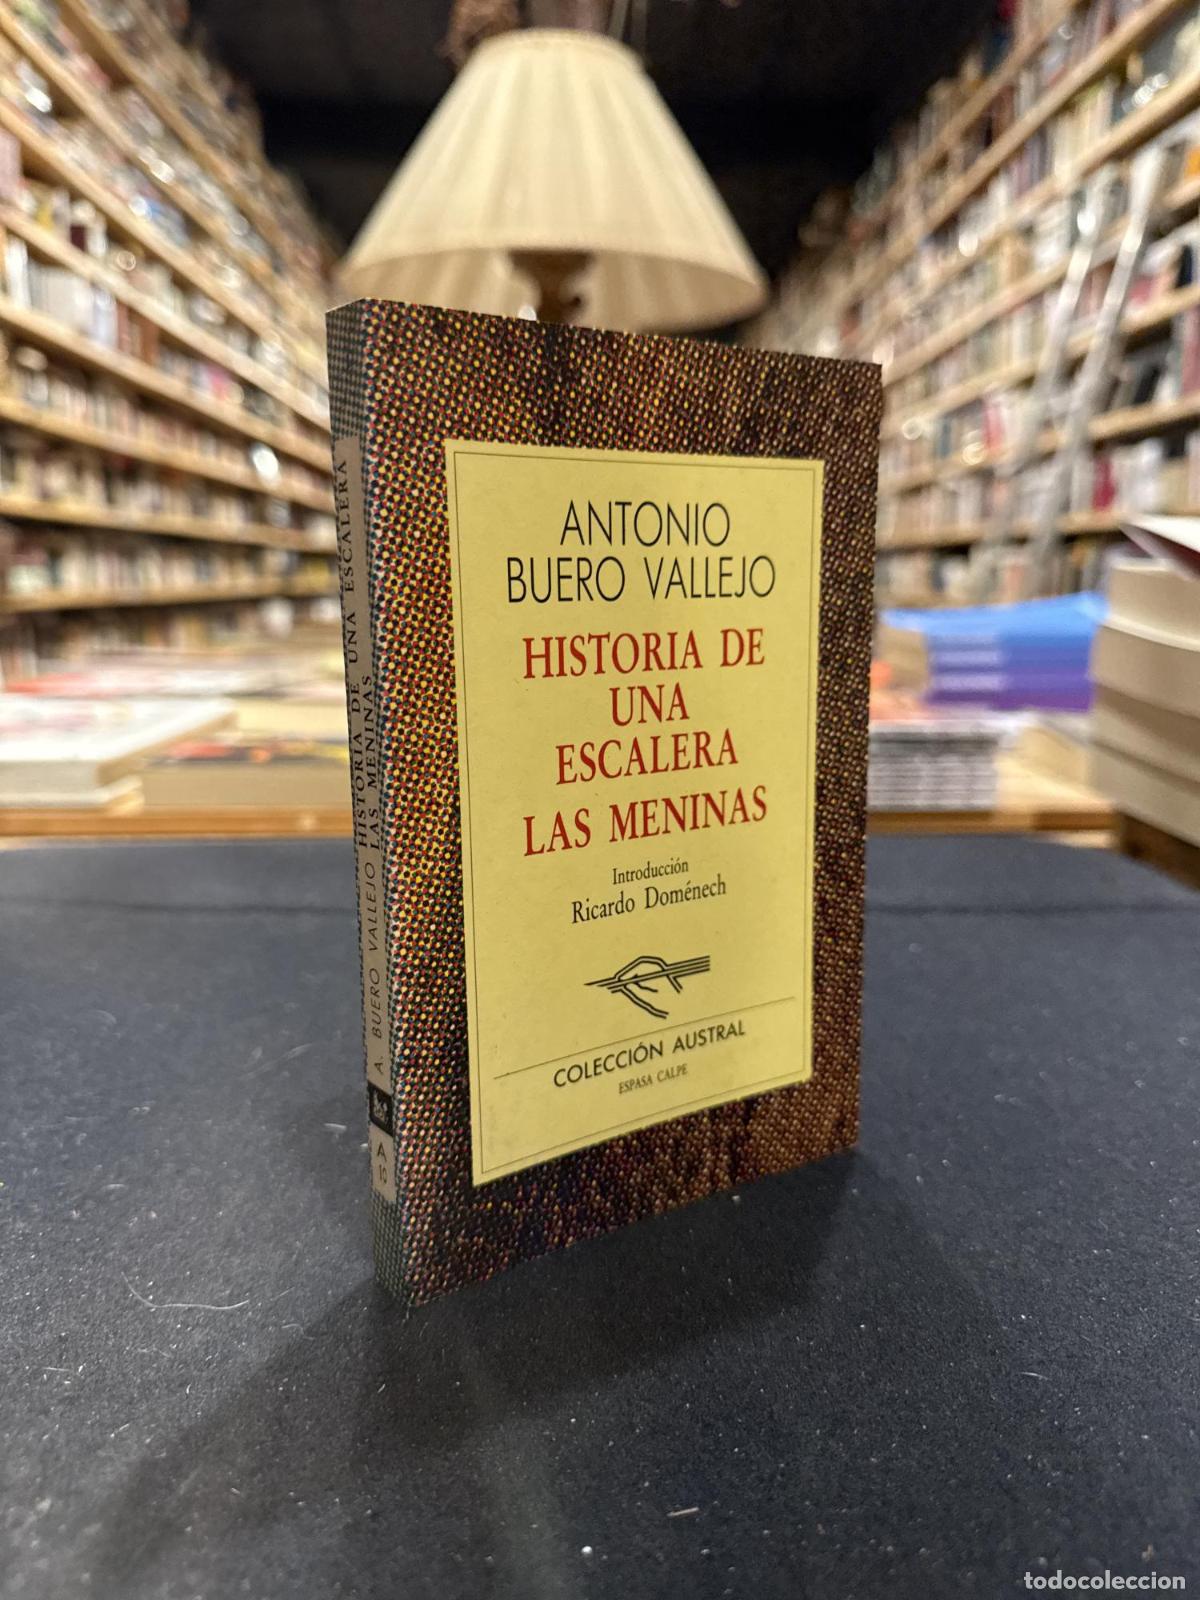 ANTONIO
BUERO VALLEJO
HISTORIA DE
UNA
ESCALERA
LAS MENINAS
Introducción
Ricardo Doménech
COLECCIÓN AUSTRAL
ESPASA CALPE
A. BUERO VALLEJO
HISTORIA DE UNA ESCALERA
LAS MENINAS
A
10
todocoleccion